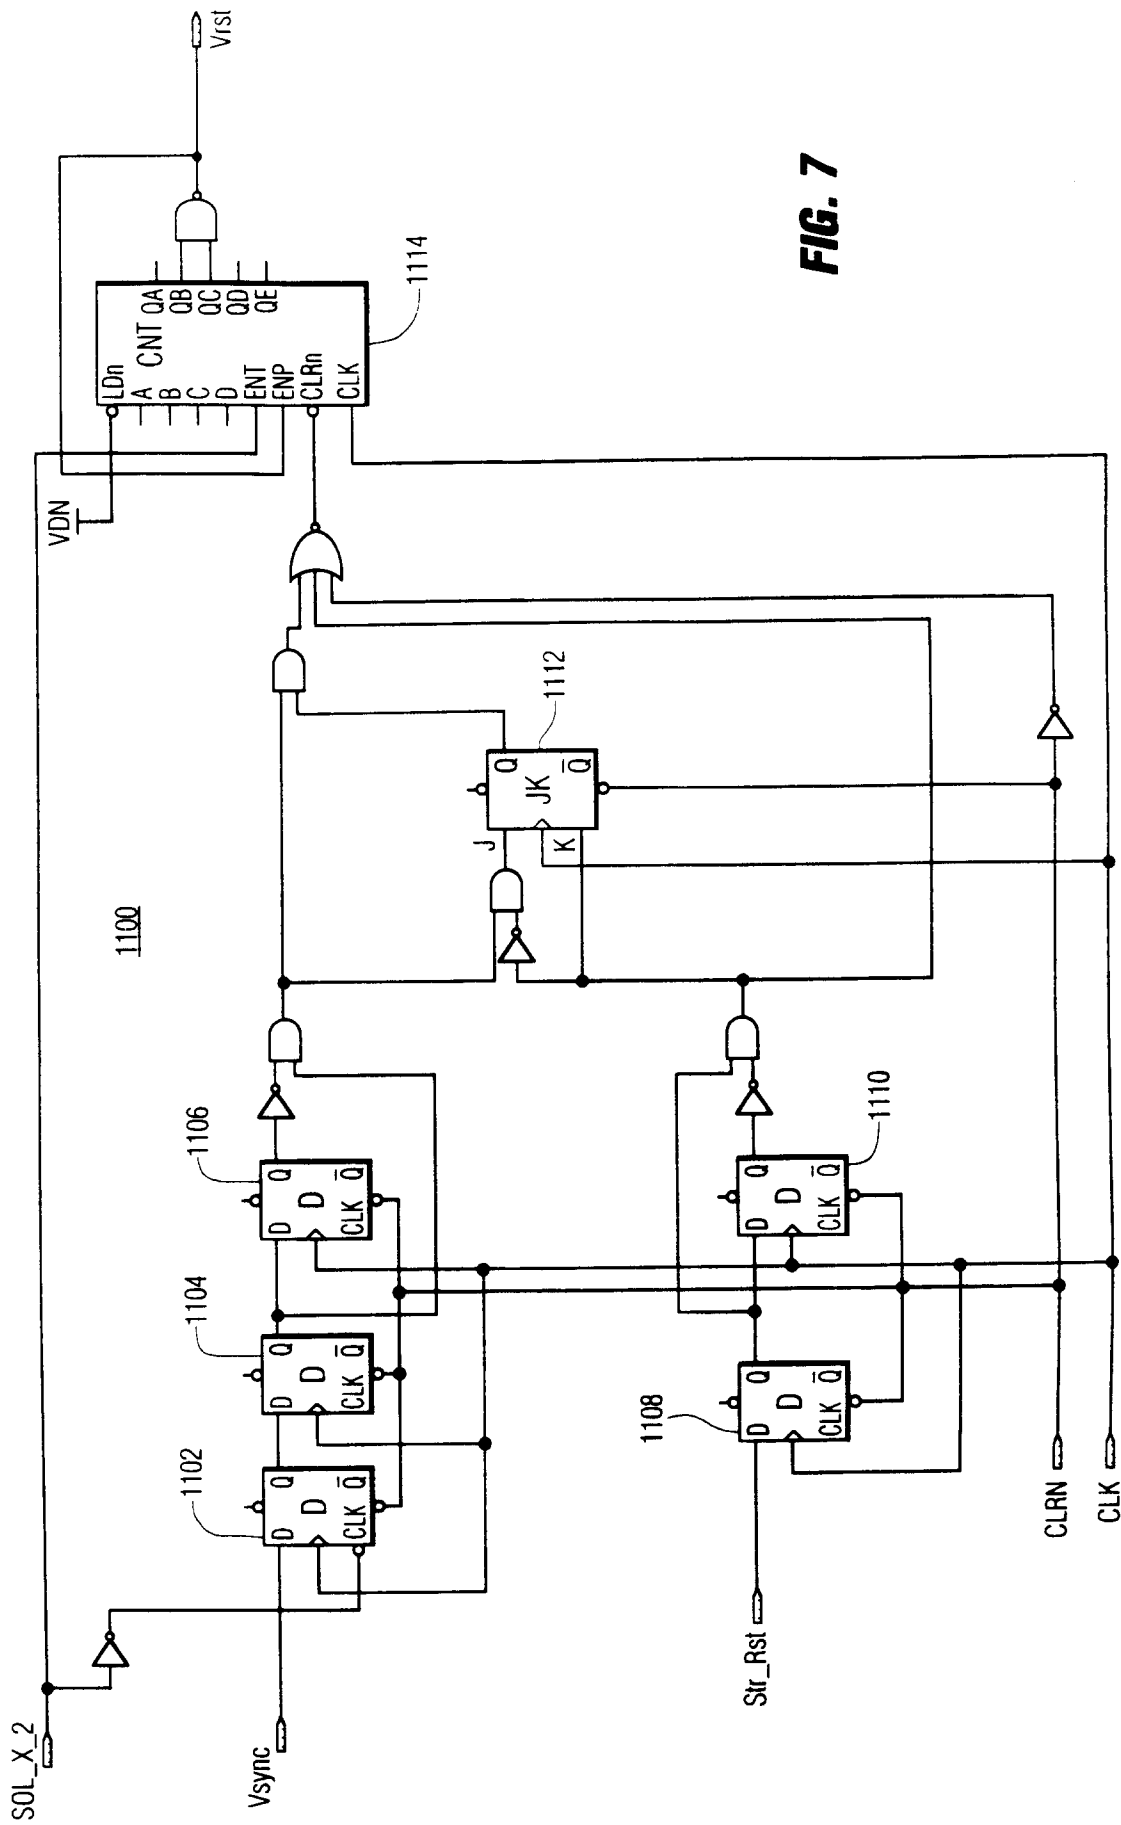 SOL_X_2
Vsync
1102
D
Q
D
CLK
Q
1104
D
Q
D
CLK
Q
1106
D
Q
D
CLK
Q
Str_Rst
1108
D
Q
D
CLK
Q
1110
D
Q
D
CLK
Q
CLRN
CLK
1100
J
K
Q
JK
Q
1112
VDN
LDn
A
B
C
D
ENT
ENP
CLRn
CLK
CNT
QA
QB
QC
QD
QE
1114
Vrst
FIG. 7